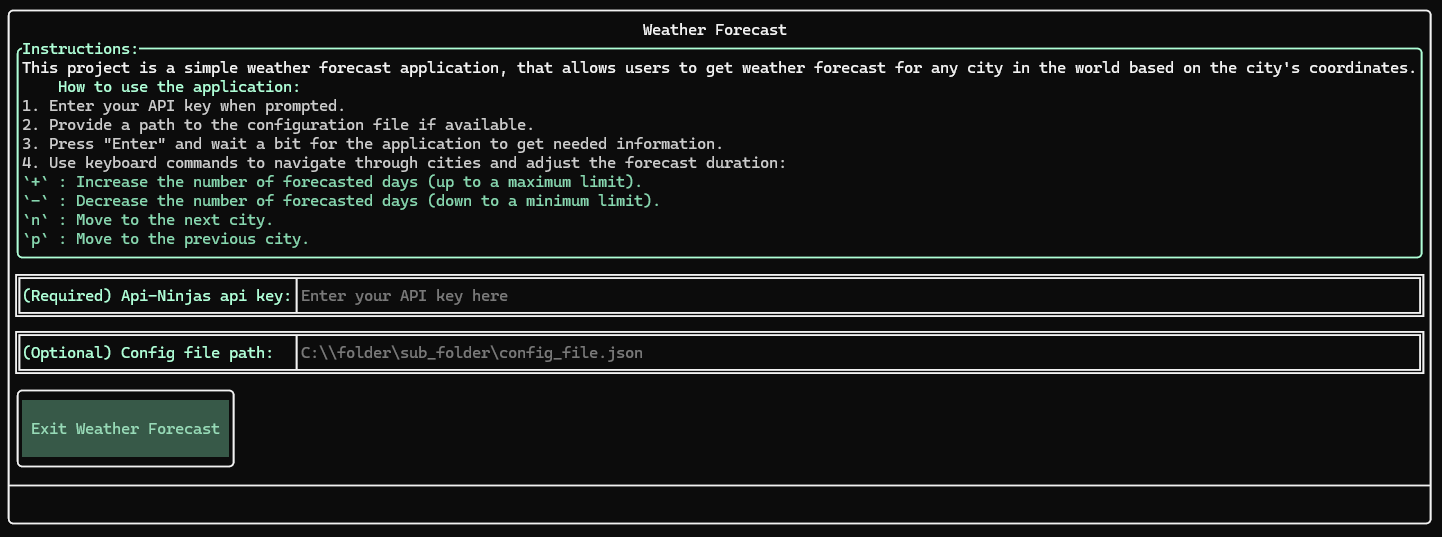 Weather Forecast
Instructions:
This project is a simple weather forecast application, that allows users to get weather forecast for any city in the world based on the city's coordinates.
How to use the application:
1. Enter your API key when prompted.
2. Provide a path to the configuration file if available.
3. Press "Enter" and wait a bit for the application to get needed information.
4. Use keyboard commands to navigate through cities and adjust the forecast duration:
`+` : Increase the number of forecasted days (up to a maximum limit).
`-` : Decrease the number of forecasted days (down to a minimum limit).
`n` : Move to the next city.
`p` : Move to the previous city.
(Required) Api-Ninjas api key: Enter your API key here
(Optional) Config file path: C:\\folder\sub_folder\config_file.json
Exit Weather Forecast